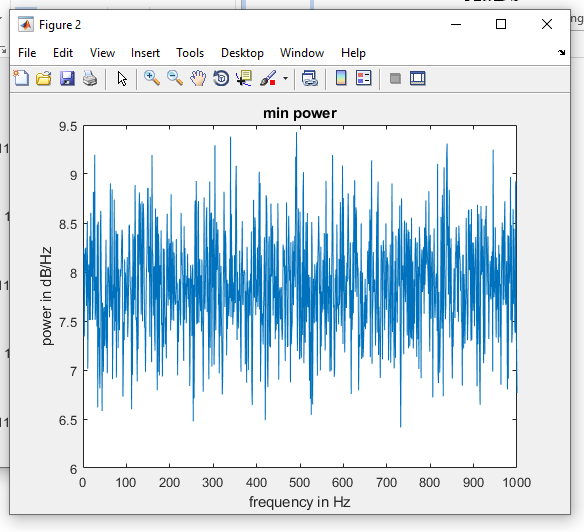 Figure 2
File Edit View Insert Tools Desktop Window Help
min power
9.5
9
8.5
8
7.5
7
6.5
6
power in dB/Hz
0 100 200 300 400 500 600 700 800 900 1000
frequency in Hz